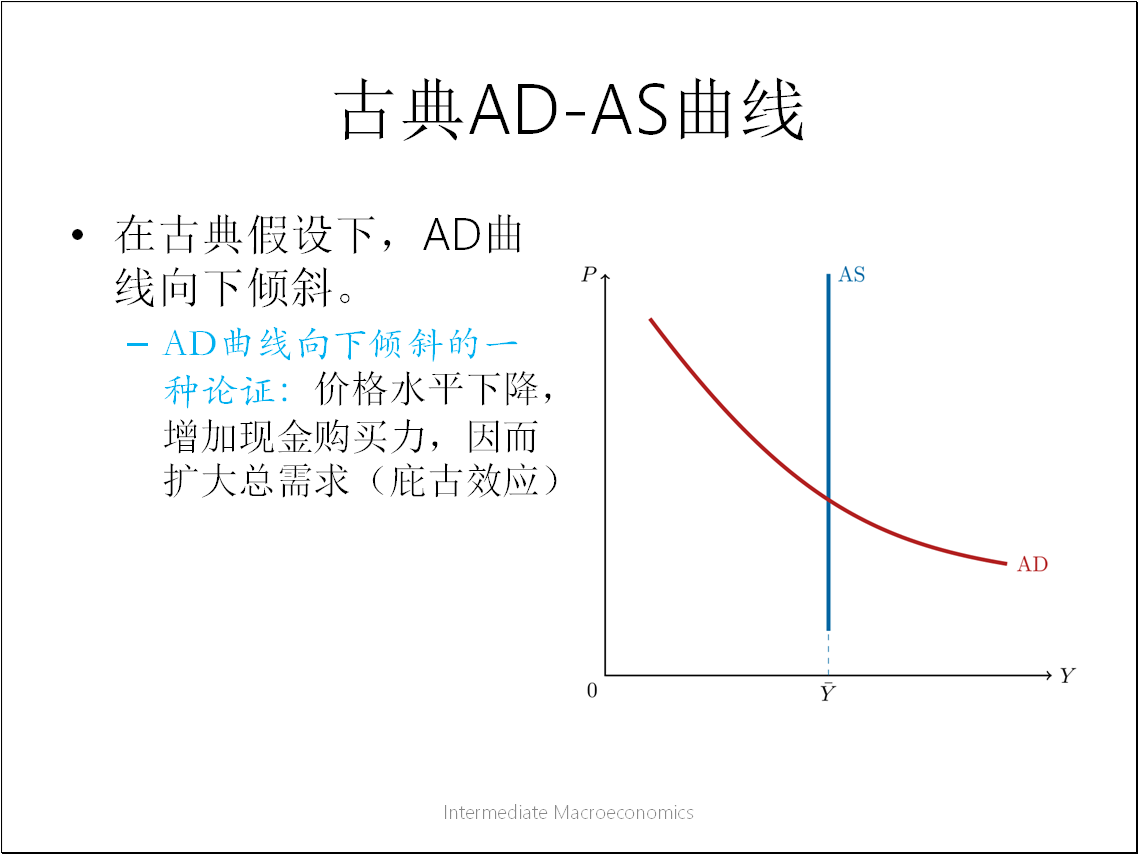 古典AD-AS曲线
• 在古典假设下，AD曲
线向下倾斜。
– AD曲线向下倾斜的一
种论证：价格水平下降，
增加现金购买力，因而
扩大总需求（庇古效应）
P
AS
AD
0
Ȳ
Y
Intermediate Macroeconomics